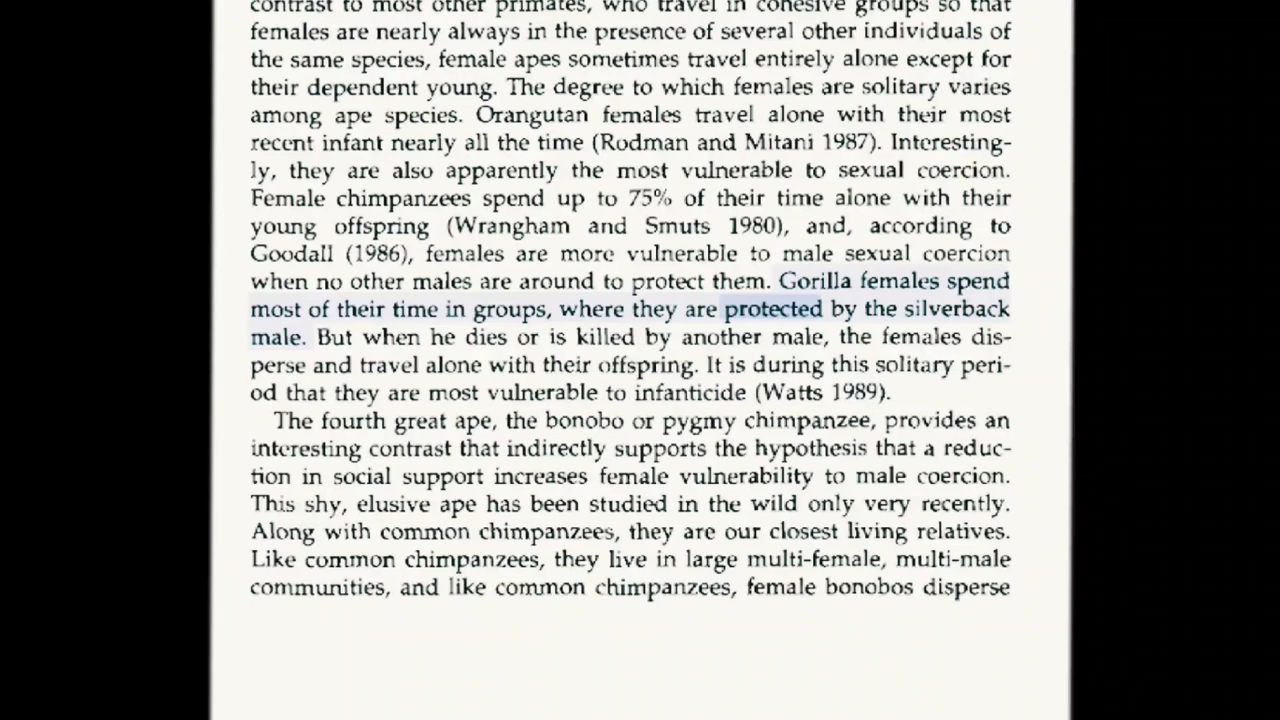 contrast to most other primates, who travel in cohesive groups so that
females are nearly always in the presence of several other individuals of
the same species, female apes sometimes travel entirely alone except for
their dependent young. The degree to which females are solitary varies
among ape species. Orangutan females travel alone with their most
recent infant nearly all the time (Rodman and Mitani 1987). Interesting-
ly, they are also apparently the most vulnerable to sexual coercion.
Female chimpanzees spend up to 75% of their time alone with their
young offspring (Wrangham and Smuts 1980), and, according to
Goodall (1986), females are more vulnerable to male sexual coercion
when no other males are around to protect them. Gorilla females spend
most of their time in groups, where they are protected by the silverback
male. But when he dies or is killed by another male, the females dis-
perse and travel alone with their offspring. It is during this solitary peri-
od that they are most vulnerable to infanticide (Watts 1989).
The fourth great ape, the bonobo or pygmy chimpanzee, provides an
interesting contrast that indirectly supports the hypothesis that a reduc-
tion in social support increases female vulnerability to male coercion.
This shy, elusive ape has been studied in the wild only very recently.
Along with common chimpanzees, they are our closest living relatives.
Like common chimpanzees, they live in large multi-female, multi-male
communities, and like common chimpanzees, female bonobos disperse